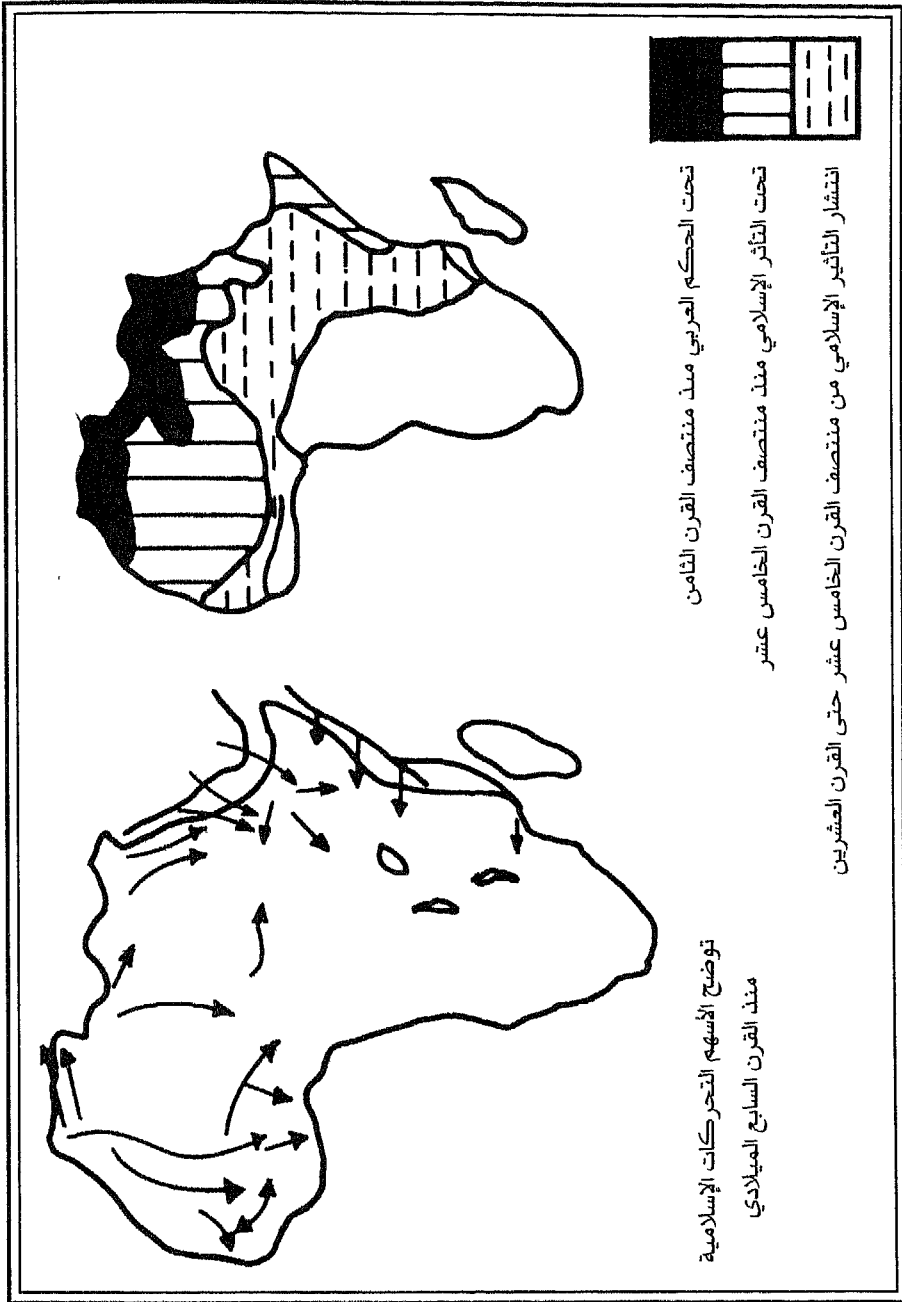 تحت الحكم العربي منذ منتصف القرن الثامن
تحت التأثر الإسلامي منذ منتصف القرن الخامس عشر
انتشار التأثير الإسلامي من منتصف القرن الخامس عشر حتى القرن العشرين
توضح الأسهم التحركات الإسلامية
منذ القرن السابع الميلادي